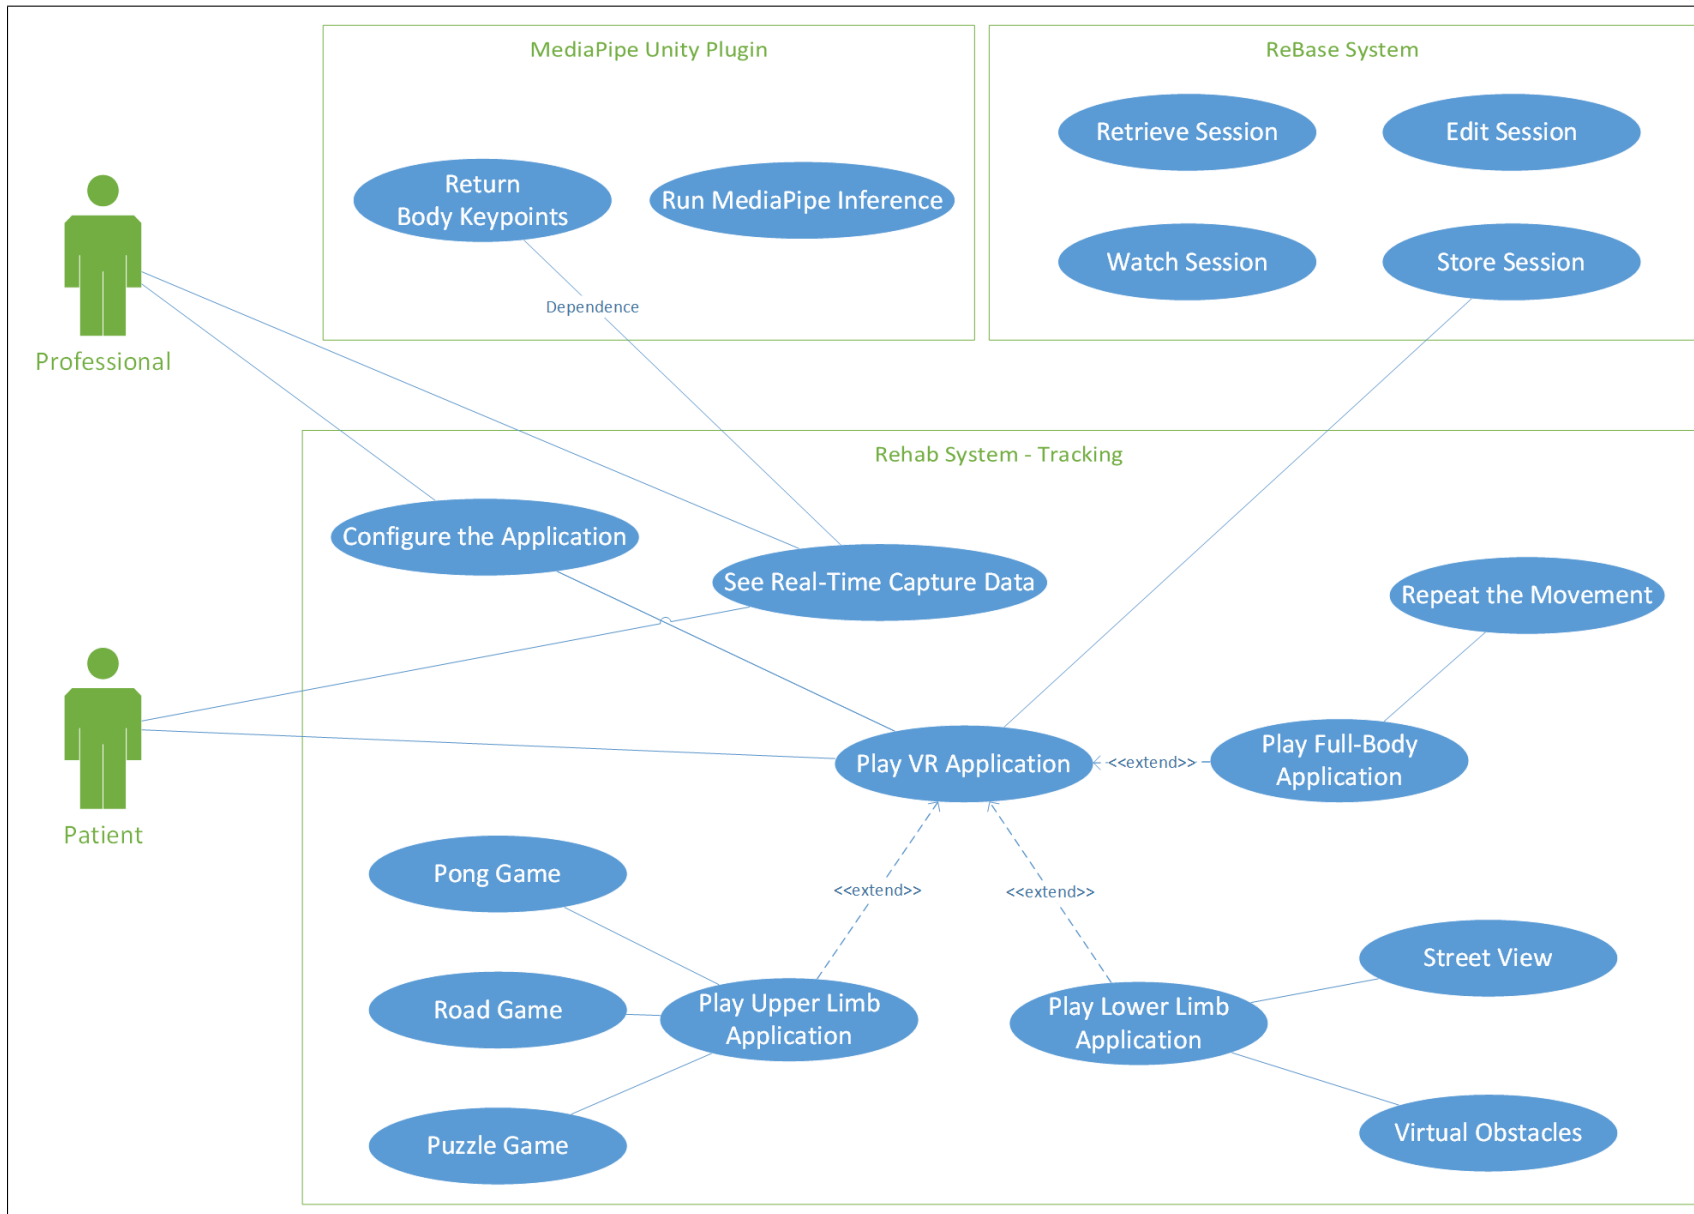 MediaPipe Unity Plugin
ReBase System
Retrieve Session
Edit Session
Return
Body Keypoints
Run MediaPipe Inference
Watch Session
Store Session
Dependence
Professional
Rehab System - Tracking
Configure the Application
See Real-Time Capture Data
Repeat the Movement
Play VR Application
<<extend>>
Play Full-Body
Application
Patient
Pong Game
<<extend>>
<<extend>>
Street View
Road Game
Play Upper Limb
Application
Play Lower Limb
Application
Puzzle Game
Virtual Obstacles